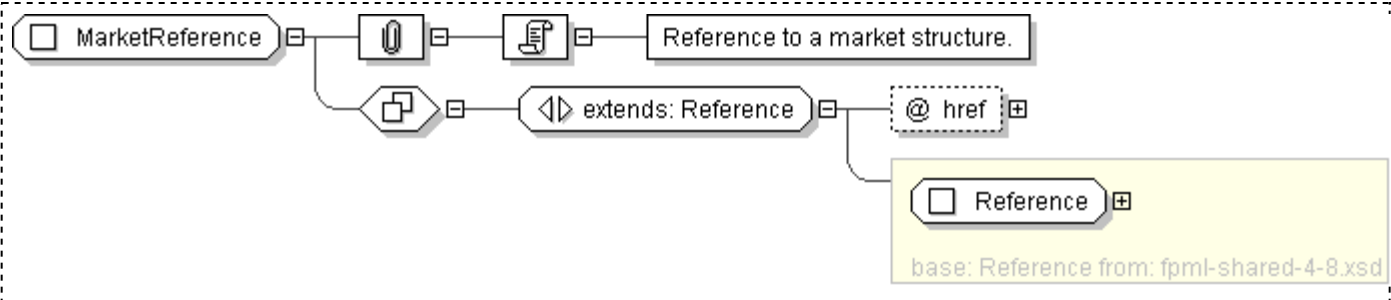 MarketReference
Reference to a market structure.
extends: Reference
@ href
Reference
base: Reference from: fpml-shared-4-8.xsd